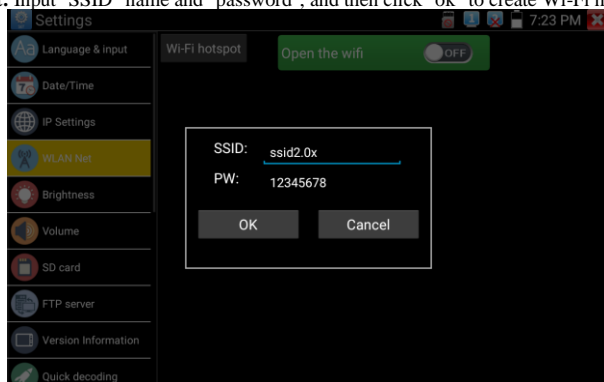 Input "SSID" name and "password", and then click "ok" to create Wi-Fi
Settings
7:23 PM
Language & input
Wi-Fi hotspot
Open the wifi
OFF
Date/Time
IP Settings
WLAN Net
SSID:
ssid2.0x
PW:
12345678
Brightness
OK
Cancel
Volume
SD card
FTP server
Version Information
Quick decoding